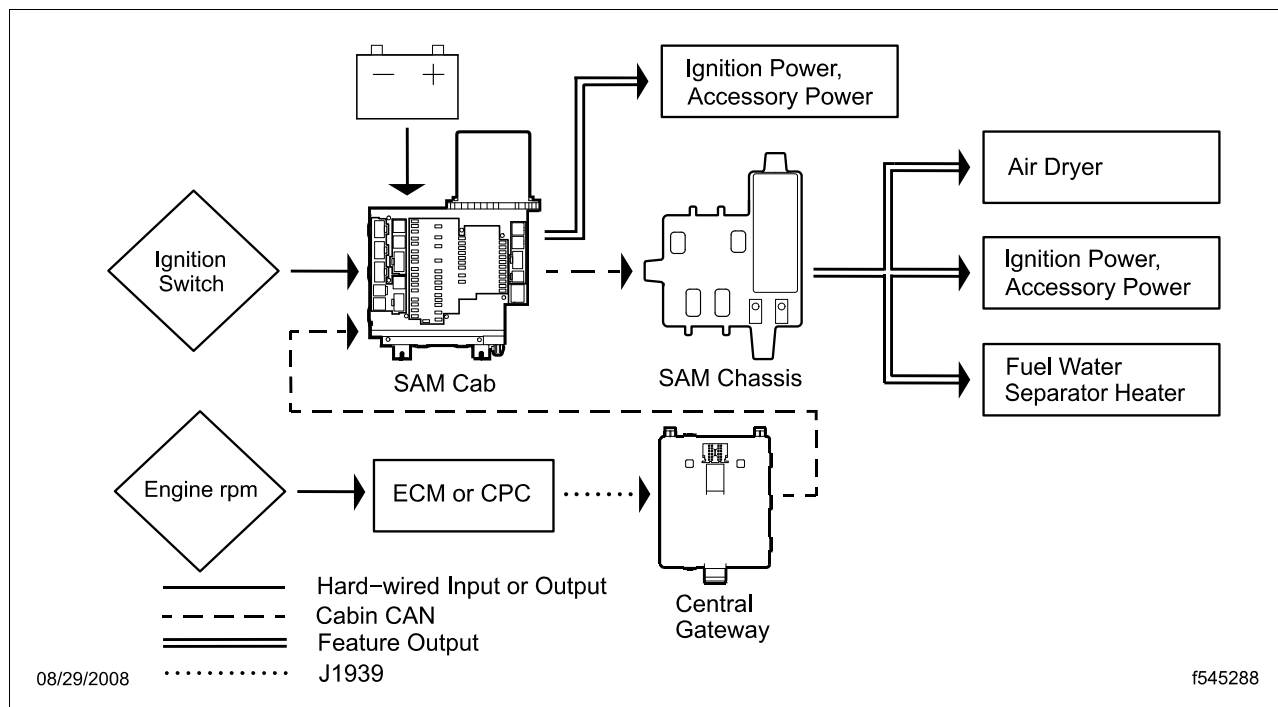 − +
Ignition Power,
Accessory Power
Air Dryer
Ignition
Switch
Ignition Power,
Accessory Power
SAM Cab
SAM Chassis
Fuel Water
Separator Heater
Engine rpm
ECM or CPC
Central
Gateway
Hard−wired Input or Output
Cabin CAN
Feature Output
J1939
08/29/2008
f545288